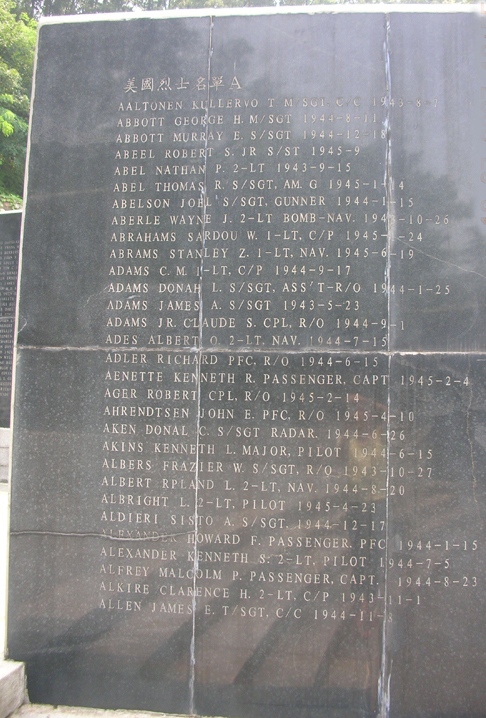 美國烈士名單 A
AALTONEN KULLERVO T M/SGT C/C 1943-8-
ABBOTT GEORGE H. M/SGT 1944-8-11
ABBOTT MURRAY E. S/SGT 1944-12-18
ABEEL ROBERT S. JR S/ST 1945-9
ABEL NATHAN P. 2-LT 1943-9-15
ABEL THOMAS R. S/SGT, AM. G 1945-1-14
ABELSON JOEL S/SGT, GUNNER 1944-1-15
ABERLE WAYNE J. 2-LT BOMB-NAV. 1943-10-26
ABRAHAMS SARDOU W. 1-LT, C/P 1945- -24
ABRAMS STANLEY Z. 1-LT, NAV. 1945-6-19
ADAMS C. M. 1-LT, C/P 1944-9-17
ADAMS DONAH L. S/SGT, ASS'T-R/O 1944-1-25
ADAMS JAMES A. S/SGT 1943-5-23
ADAMS JR. CLAUDE S. CPL, R/O 1944-9-1
ADES ALBERT O. 2-LT, NAV. 1944-7-15
ADLER RICHARD PFC, R/O 1944-6-15
AENETTE KENNETH R. PASSENGER, CAPT 1945-2-4
AGER ROBERT CPL, R/O 1945-2-14
AHRENDTSEN JOHN E. PFC, R/O 1945-4-10
AKEN DONAL C. S/SGT RADAR. 1944-6-26
AKINS KENNETH L. MAJOR, PILOT 1944-6-15
ALBERS FRAZIER W. S/SGT, R/O 1943-10-27
ALBERT RPLAND L. 2-LT, NAV. 1944-8-20
ALBRIGHT L. 2-LT, PILOT 1945-4-23
ALDIERI SISTO A. S/SGT. 1944-12-17
ALEXANDER HOWARD F. PASSENGER. PFC 1944-1-15
ALEXANDER KENNETH S. 2-LT, PILOT 1944-7-5
ALFREY MALCOLM P. PASSENGER, CAPT. 1944-8-23
ALKIRE CLARENCE H. 2-LT, C/P 1943-11-1
ALLEN JAMES E. T/SGT, C/C 1944-11-8